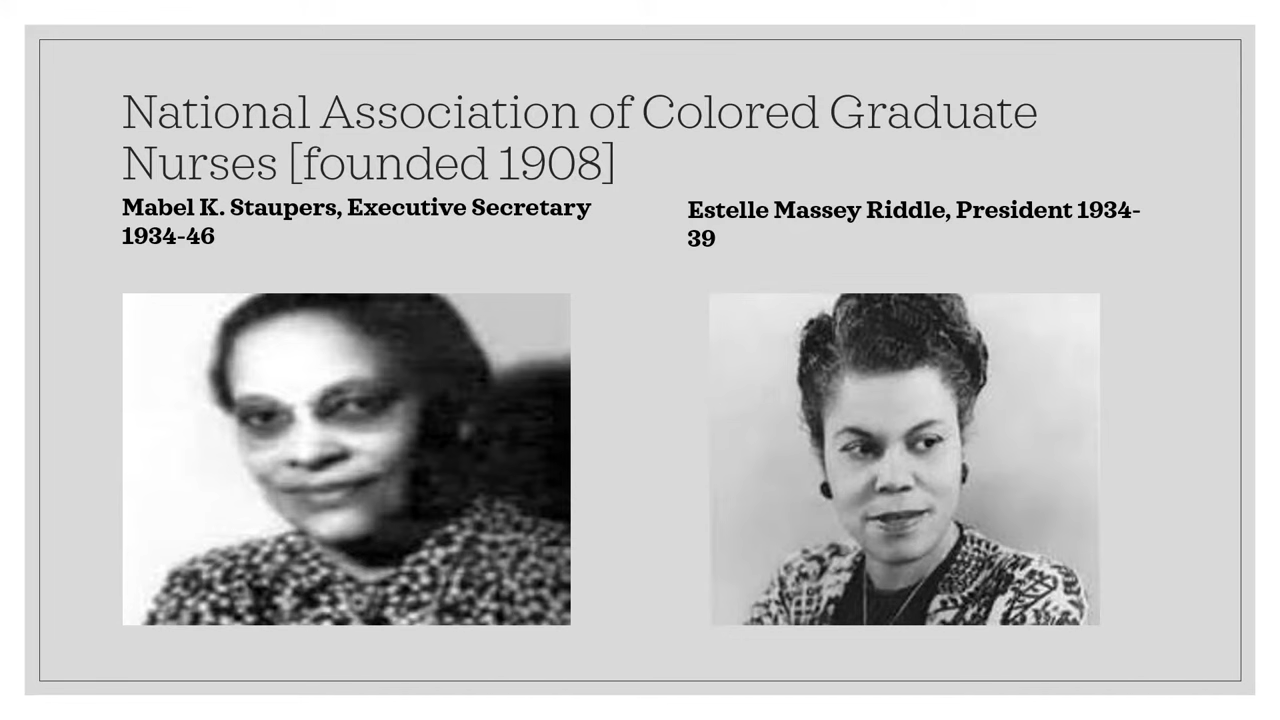 National Association of Colored Graduate
Nurses [founded 1908]
Mabel K. Staupers, Executive Secretary
1934-46
Estelle Massey Riddle, President 1934-
39